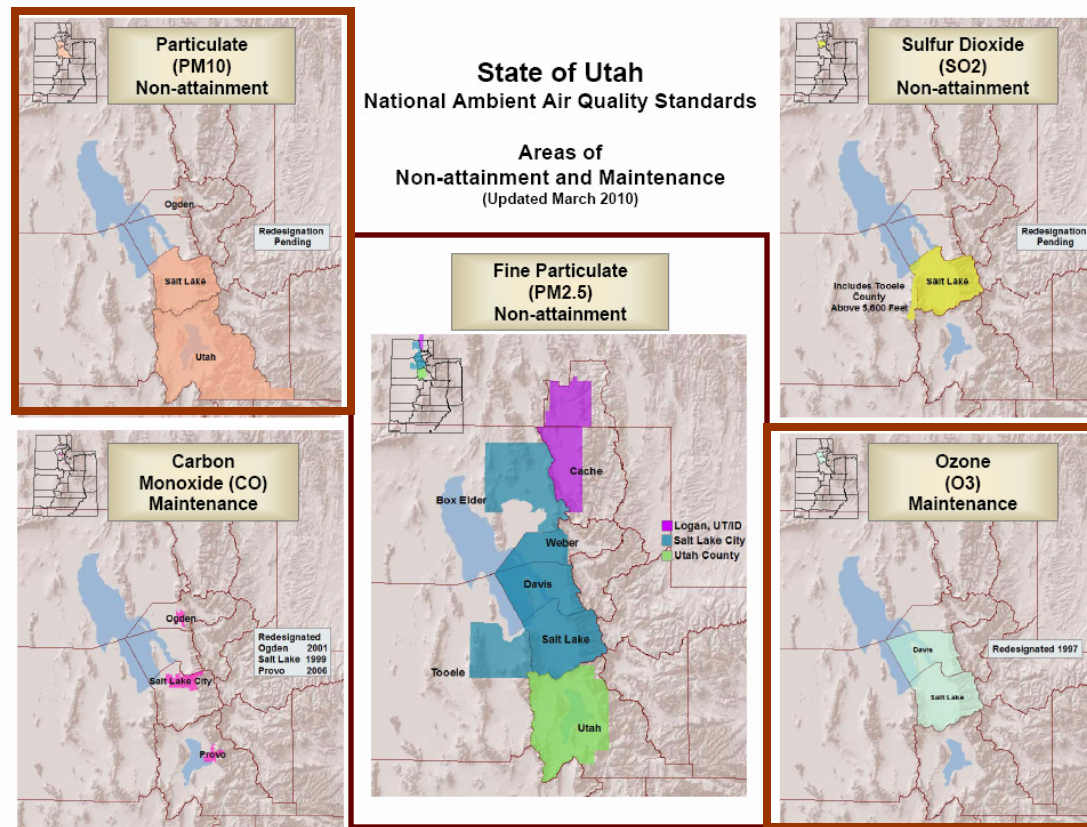 State of Utah
National Ambient Air Quality Standards
Areas of
Non-attainment and Maintenance
(Updated March 2010)
Particulate
(PM10)
Non-attainment
Ogden
Redesignation
Pending
Salt Lake
Utah
Sulfur Dioxide
(SO2)
Non-attainment
Redesignation
Pending
Includes Tooele
County
Above 5,600 Feet
Salt Lake
Fine Particulate
(PM2.5)
Non-attainment
Cache
Box Elder
Weber
Logan, UT/ID
Salt Lake City
Utah County
Davis
Salt Lake
Tooele
Utah
Carbon
Monoxide (CO)
Maintenance
Ogden
Redesignated
Ogden 2001
Salt Lake 1999
Provo 2006
Salt Lake City
Provo
Ozone
(O3)
Maintenance
Davis
Redesignated 1997
Salt Lake